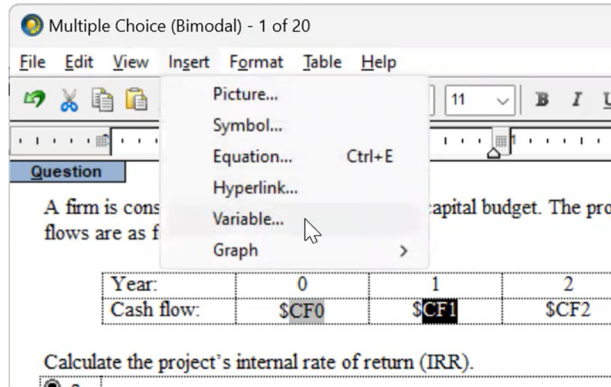 Multiple Choice (Bimodal) - 1 of 20
File Edit View Insert Format Table Help
11 B I U
Picture...
Symbol...
Equation... Ctrl+E
Hyperlink...
Variable...
Graph
Question
A firm is cons capital budget. The pro
flows are as f
Year: 0 1 2
Cash flow: $CF0 $CF1 $CF2
Calculate the project's internal rate of return (IRR).